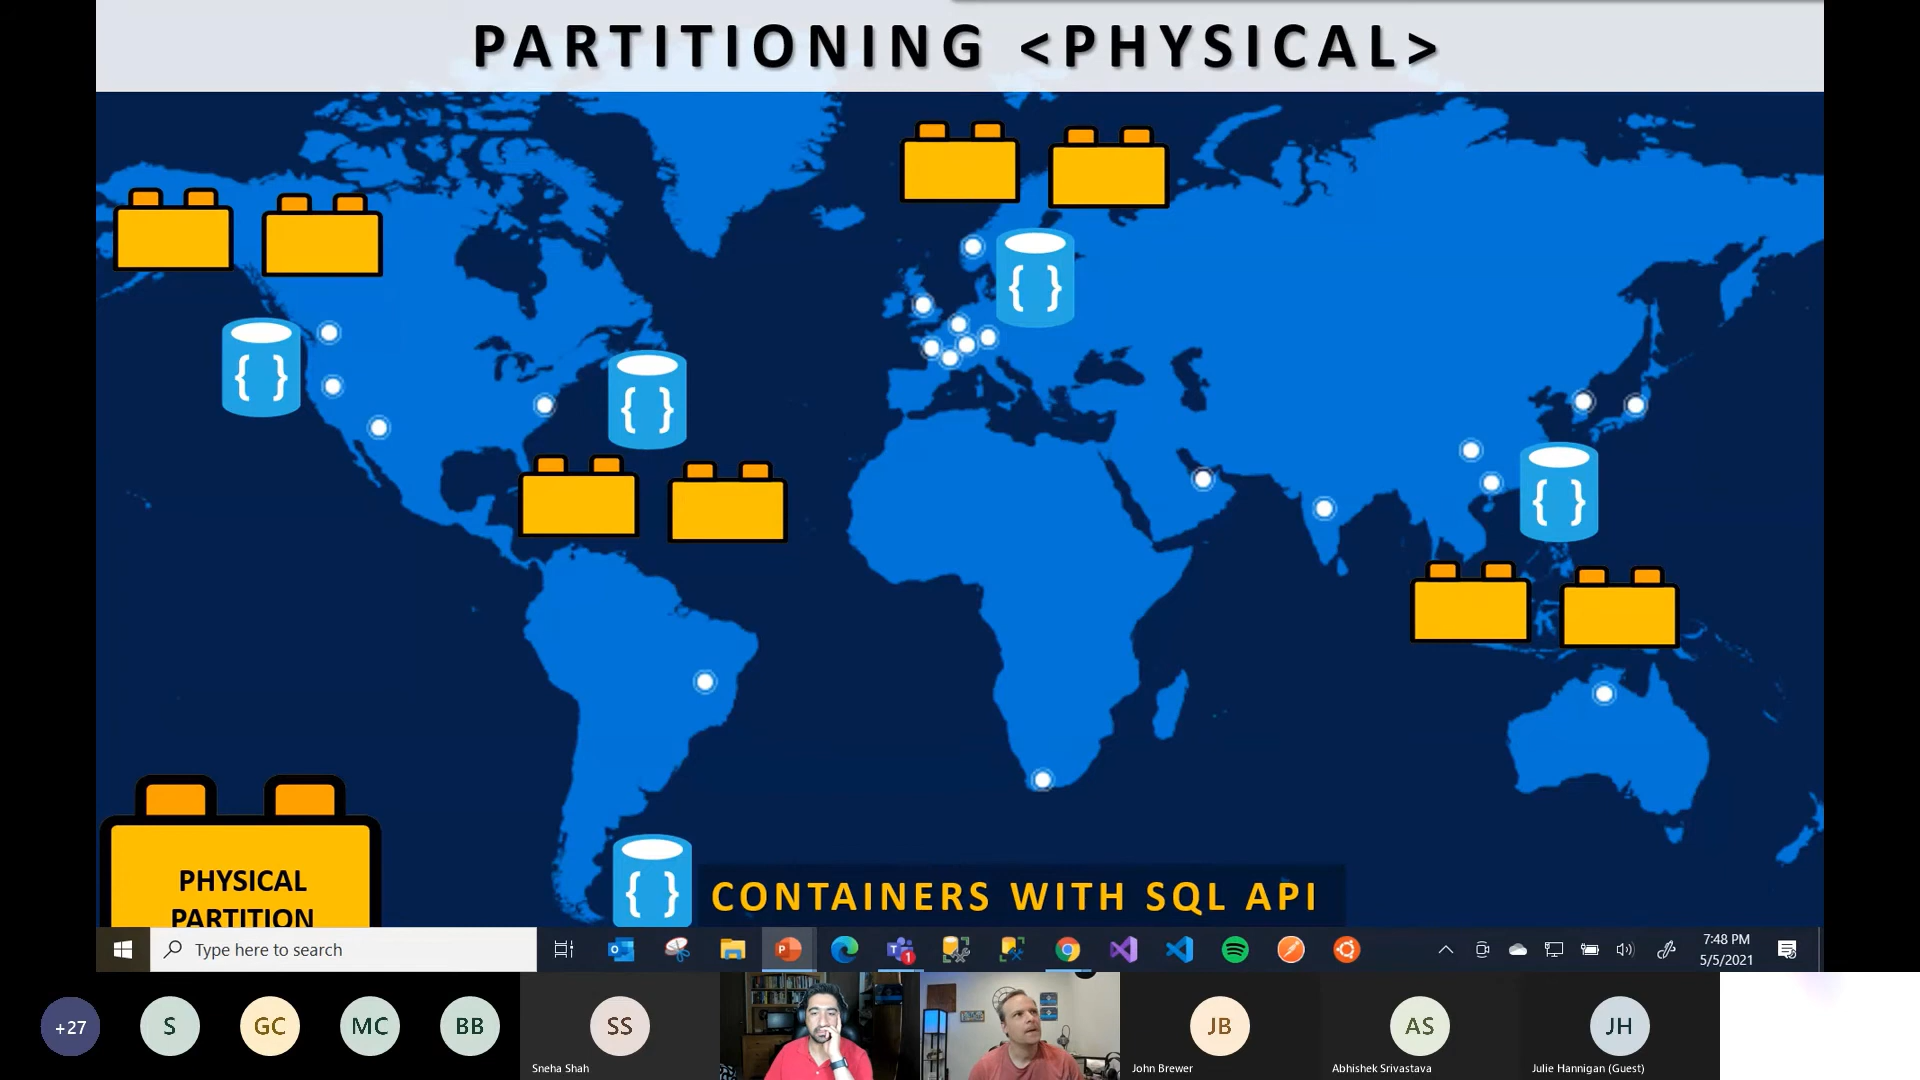 PARTITIONING <PHYSICAL>
{ }
{ }
{ }
{ }
PHYSICAL
PARTITION
{ }
CONTAINERS WITH SQL API
Type here to search
1
7:48 PM
5/5/2021
+27
S
GC
MC
BB
SS
Sneha Shah
JB
John Brewer
AS
Abhishek Srivastava
JH
Julie Hannigan (Guest)